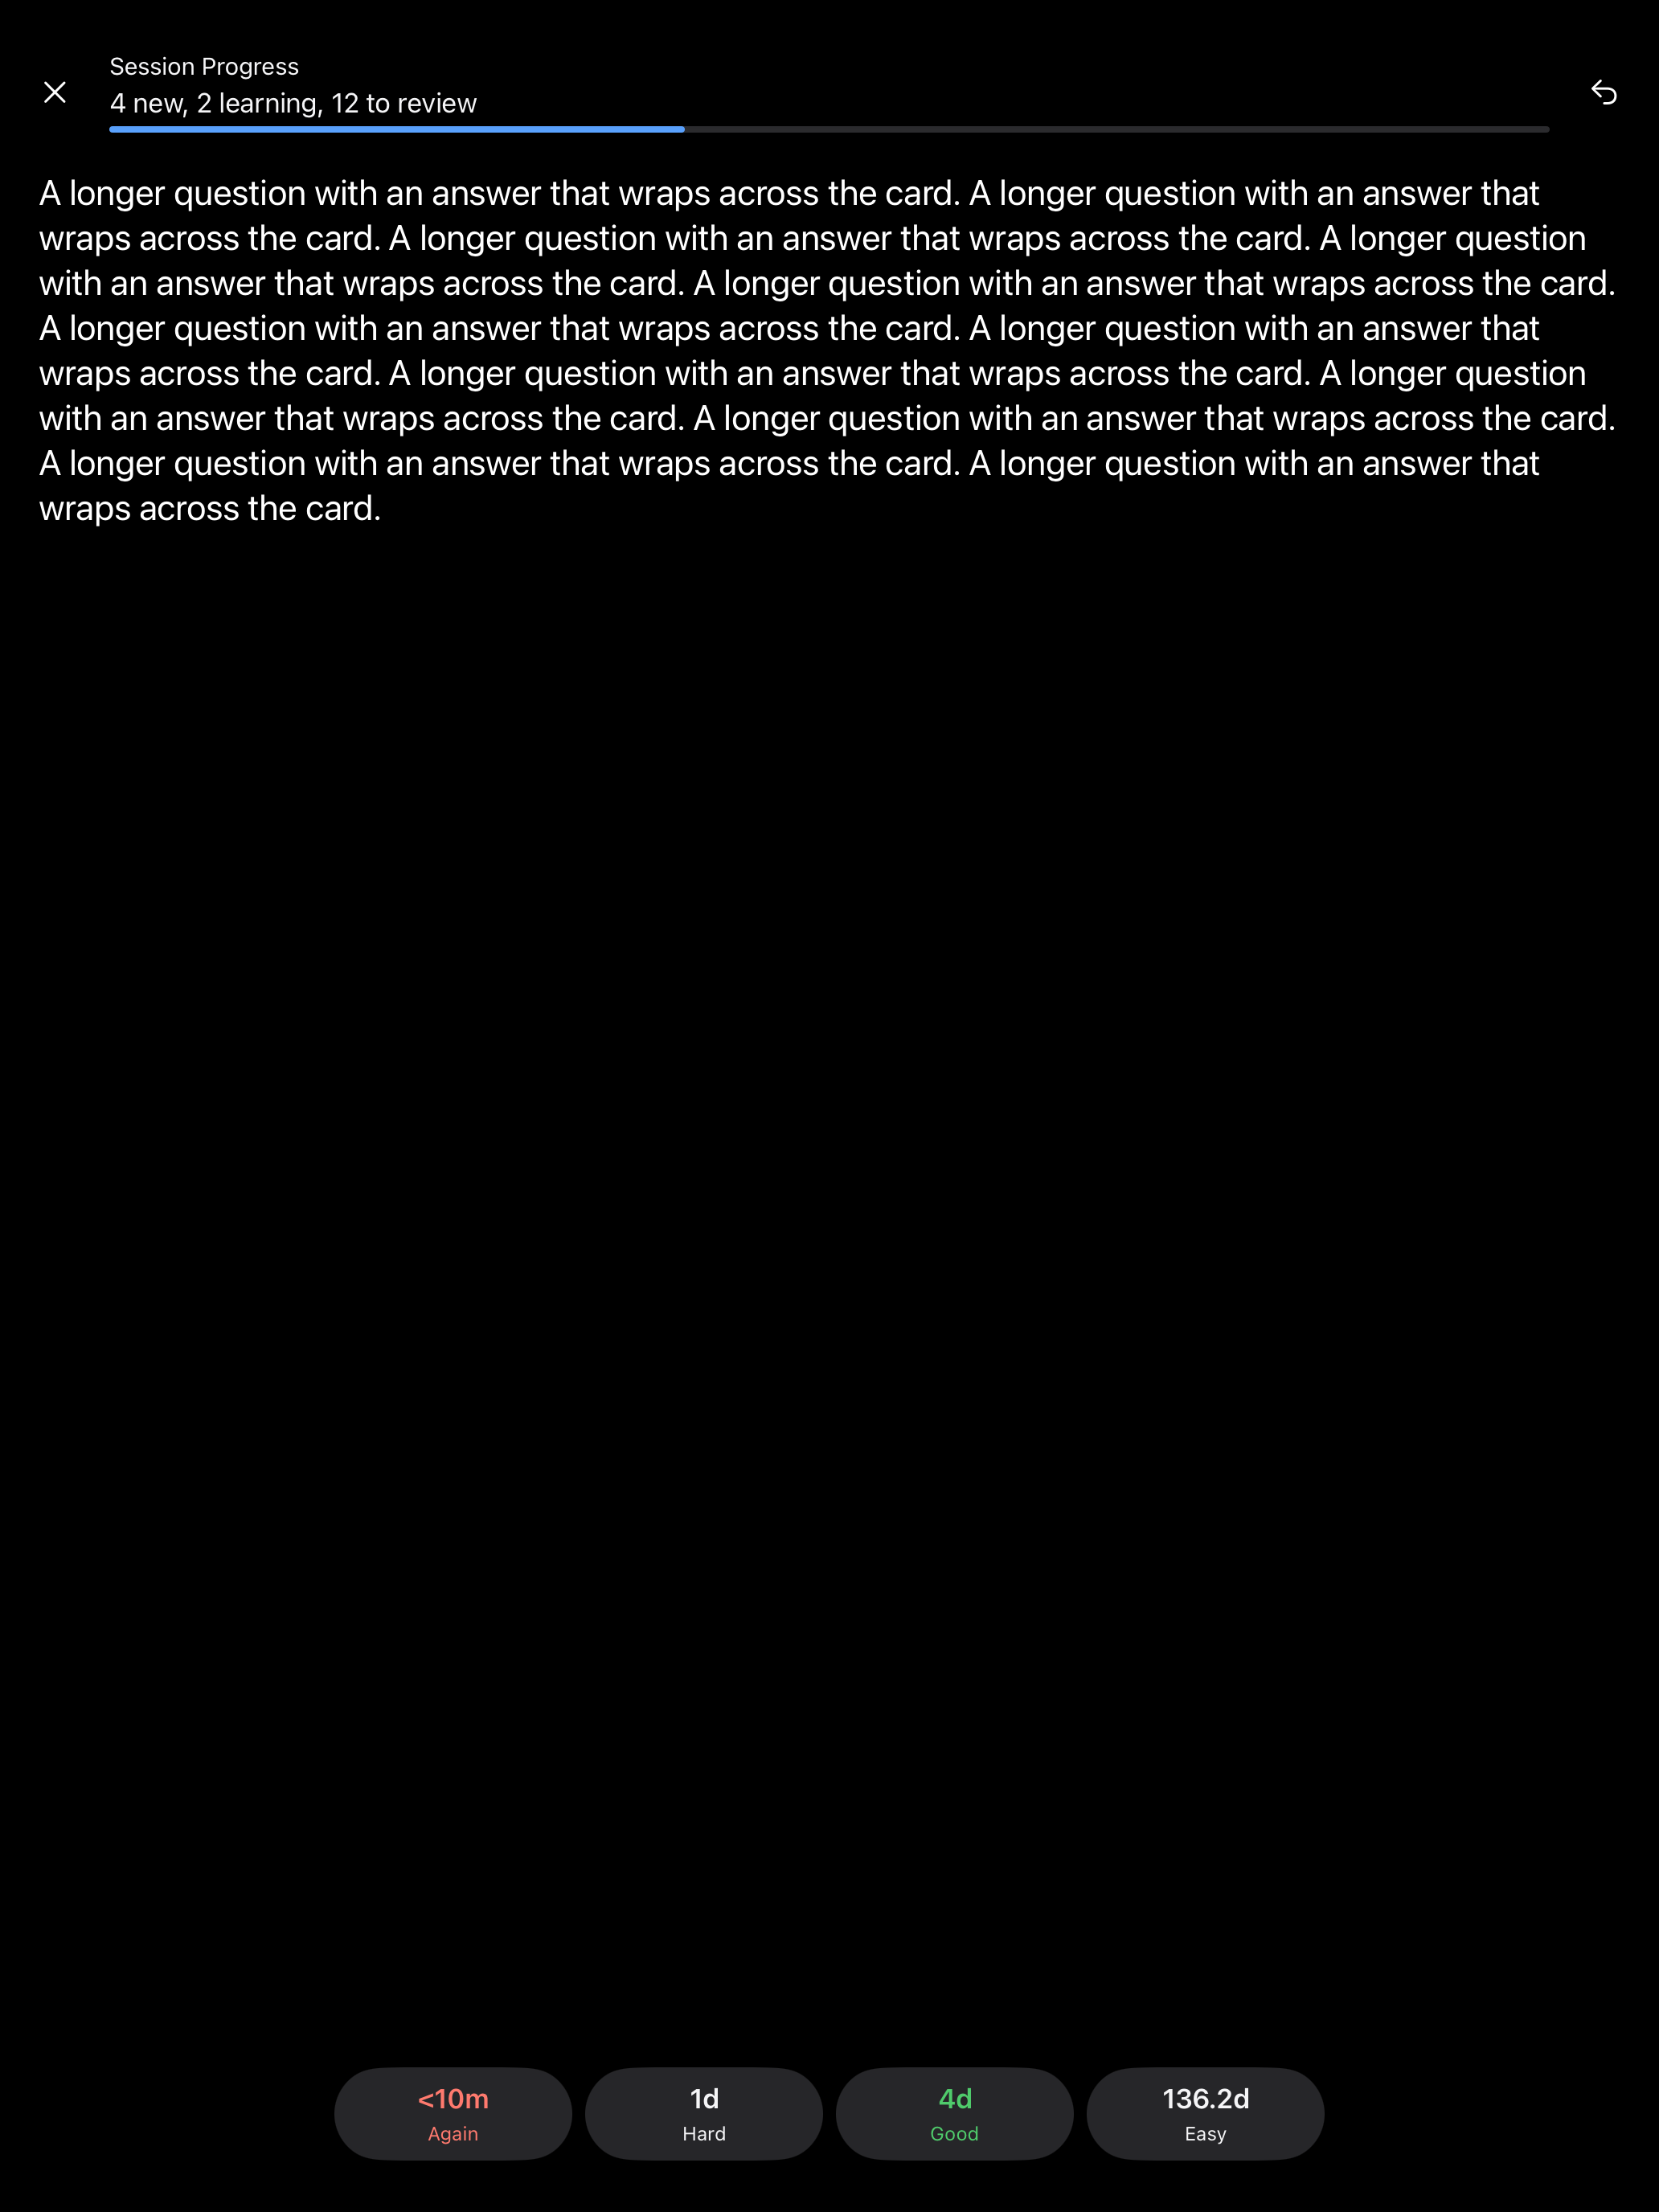 Session Progress
4 new, 2 learning, 12 to review
A longer question with an answer that wraps across the card. A longer question with an answer that
wraps across the card. A longer question with an answer that wraps across the card. A longer question
with an answer that wraps across the card. A longer question with an answer that wraps across the card.
A longer question with an answer that wraps across the card. A longer question with an answer that
wraps across the card. A longer question with an answer that wraps across the card. A longer question
with an answer that wraps across the card. A longer question with an answer that wraps across the card.
A longer question with an answer that wraps across the card. A longer question with an answer that
wraps across the card.
<10m 1d 4d 136.2d
Again Hard Good Easy